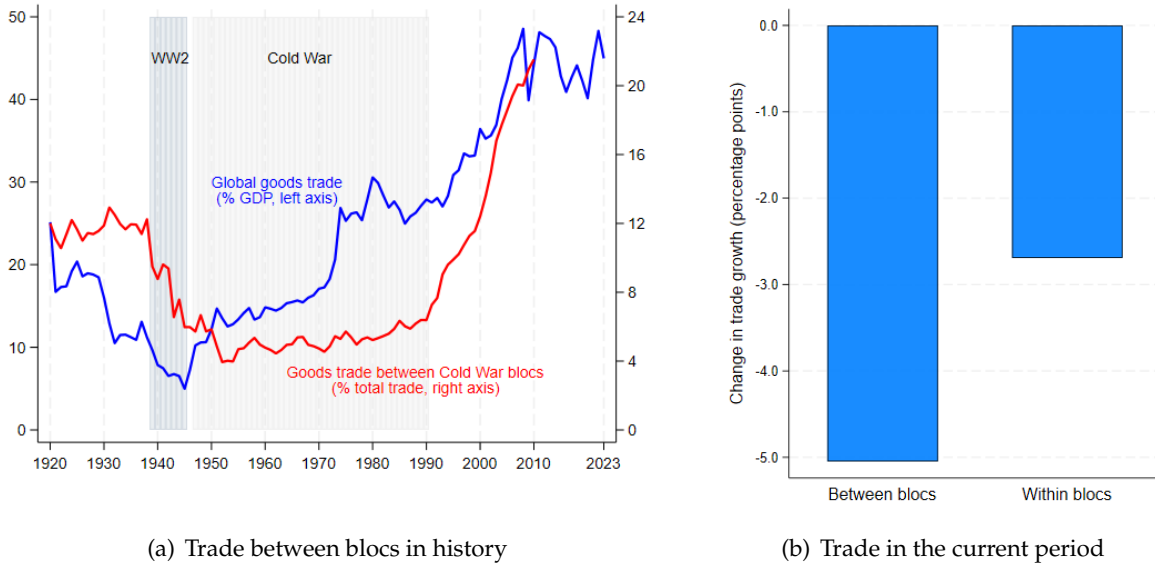 50
40
30
20
10
0
24
20
16
12
8
4
0
WW2
Cold War
Global goods trade
(% GDP, left axis)
Goods trade between Cold War blocs
(% total trade, right axis)
1920 1930 1940 1950 1960 1970 1980 1990 2000 2010 2023
(a) Trade between blocs in history
Change in trade growth (percentage points)
0.0
-1.0
-2.0
-3.0
-4.0
-5.0
Between blocs Within blocs
(b) Trade in the current period